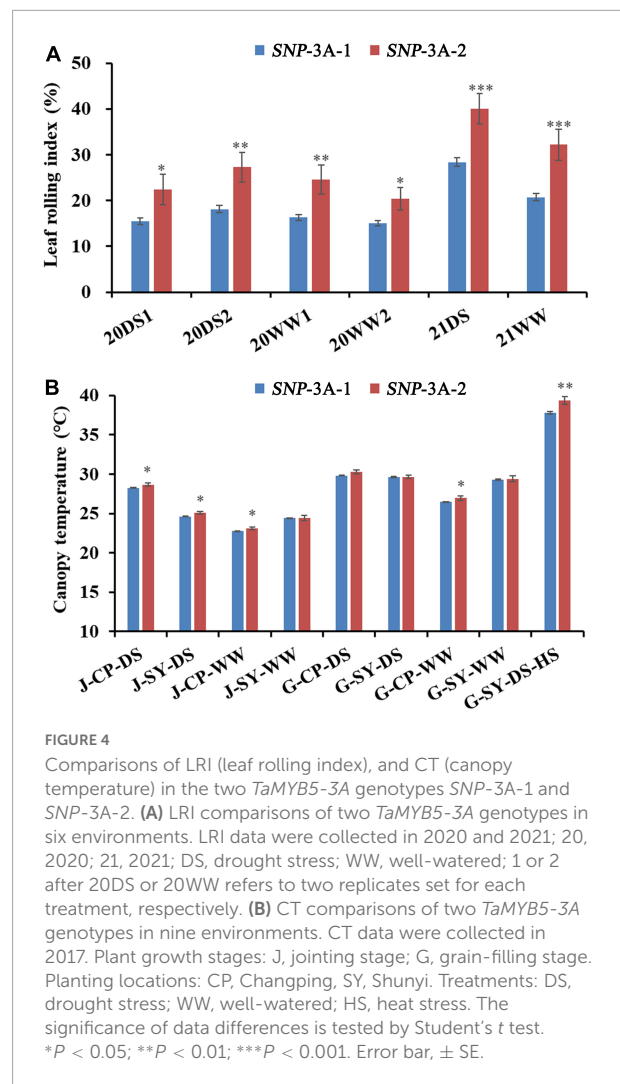 A
SNP-3A-1 SNP-3A-2
Leaf rolling index (%)
50
40
30
20
10
0
* ** ** * *** ***
20DS1 20DS2 20WW1 20WW2 21DS 21WW
B
SNP-3A-1 SNP-3A-2
Canopy temperature (°C)
40
35
30
25
20
15
10
* * * * **
J-CP-DS J-SY-DS J-CP-WW J-SY-WW G-CP-DS G-SY-DS G-CP-WW G-SY-WW G-SY-DS-HS
FIGURE 4
Comparisons of LRI (leaf rolling index), and CT (canopy
temperature) in the two TaMYB5-3A genotypes SNP-3A-1 and
SNP-3A-2. (A) LRI comparisons of two TaMYB5-3A genotypes in
six environments. LRI data were collected in 2020 and 2021; 20,
2020; 21, 2021; DS, drought stress; WW, well-watered; 1 or 2
after 20DS or 20WW refers to two replicates set for each
treatment, respectively. (B) CT comparisons of two TaMYB5-3A
genotypes in nine environments. CT data were collected in
2017. Plant growth stages: J, jointing stage; G, grain-filling stage.
Planting locations: CP, Changping, SY, Shunyi. Treatments: DS,
drought stress; WW, well-watered; HS, heat stress. The
significance of data differences is tested by Student's t test.
*P < 0.05; **P < 0.01; ***P < 0.001. Error bar, ± SE.